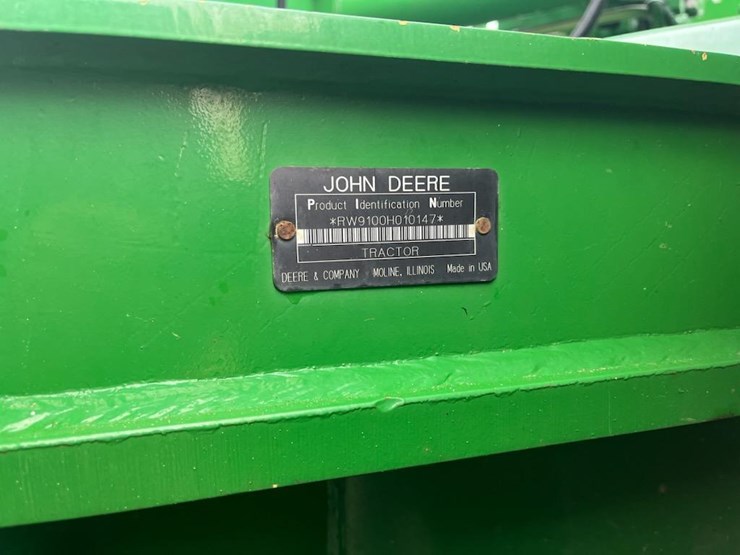 JOHN DEERE
Product Identification Number
*RW9100H010147*
TRACTOR
DEERE & COMPANY MOLINE, ILLINOIS Made in USA